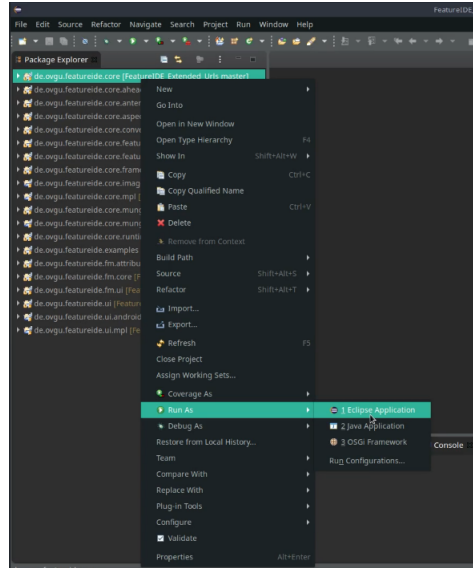 FeatureIDE
File Edit Source Refactor Navigate Search Project Run Window Help
Package Explorer
de.ovgu.featureide.core [FeatureIDE_Extended_Urfs master]
de.ovgu.featureide.core.ahea
de.ovgu.featureide.core.anter
de.ovgu.featureide.core.aspe
de.ovgu.featureide.core.conv
de.ovgu.featureide.core.featu
de.ovgu.featureide.core.featu
de.ovgu.featureide.core.frame
de.ovgu.featureide.core.imag
de.ovgu.featureide.core.mpl [
de.ovgu.featureide.core.mung
de.ovgu.featureide.core.mung
de.ovgu.featureide.core.runti
de.ovgu.featureide.examples
de.ovgu.featureide.fm.attribu
de.ovgu.featureide.fm.core [F
de.ovgu.featureide.fm.ui [Fea
de.ovgu.featureide.ui [Feature
de.ovgu.featureide.ui.android
de.ovgu.featureide.ui.mpl [Fe
New
Go Into
Open in New Window
Open Type Hierarchy F4
Show In Shift+Alt+W
Copy Ctrl+C
Copy Qualified Name
Paste Ctrl+V
Delete
Remove from Context
Build Path
Source Shift+Alt+S
Refactor Shift+Alt+T
Import...
Export...
Refresh F5
Close Project
Assign Working Sets...
Coverage As
Run As
Debug As
Restore from Local History...
Team
Compare With
Replace With
Plug-in Tools
Configure
Validate
Properties Alt+Enter
1 Eclipse Application
2 Java Application
3 OSGi Framework
Run Configurations...
Console